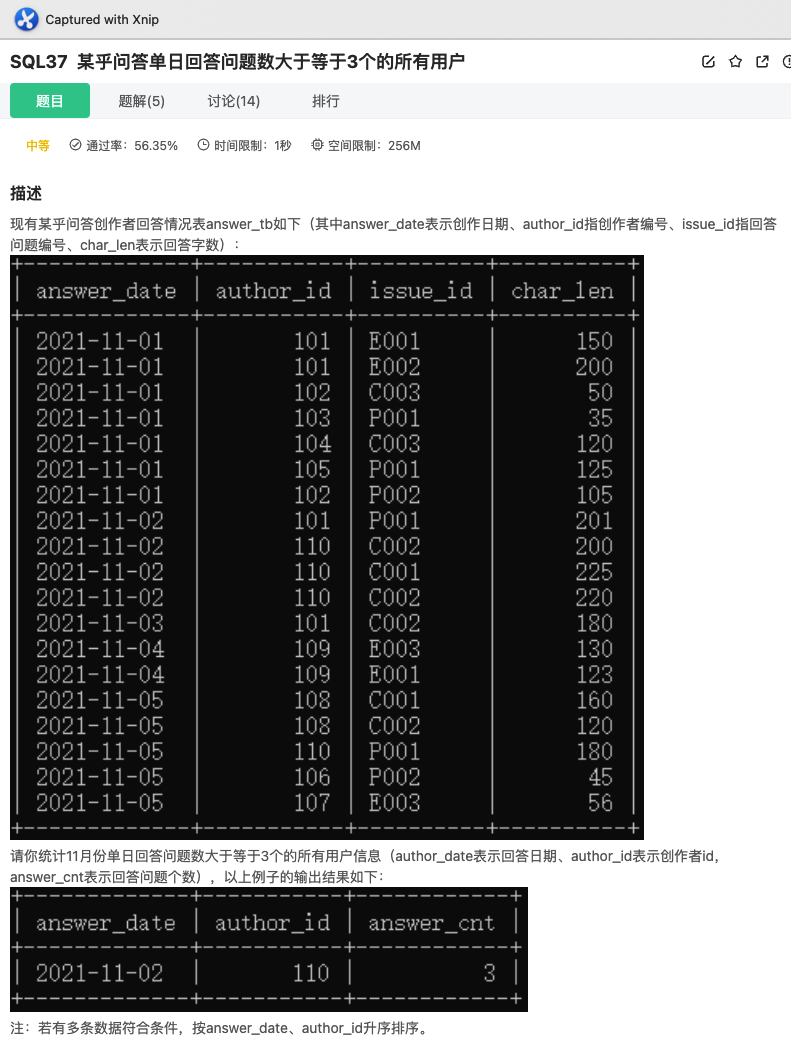 Captured with Xnip
SQL37 某乎问答单日回答问题数大于等于3个的所有用户
题目 题解(5) 讨论(14) 排行
中等 通过率：56.35% 时间限制：1秒 空间限制：256M
描述
现有某乎问答创作者回答情况表answer_tb如下（其中answer_date表示创作日期、author_id指创作者编号、issue_id指回答
问题编号、char_len表示回答字数）：
answer_date | author_id | issue_id | char_len
2021-11-01 | 101 | E001 | 150
2021-11-01 | 101 | E002 | 200
2021-11-01 | 102 | C003 | 50
2021-11-01 | 103 | P001 | 35
2021-11-01 | 104 | C003 | 120
2021-11-01 | 105 | P001 | 125
2021-11-01 | 102 | P002 | 105
2021-11-02 | 101 | P001 | 201
2021-11-02 | 110 | C002 | 200
2021-11-02 | 110 | C001 | 225
2021-11-02 | 110 | C002 | 220
2021-11-03 | 101 | C002 | 180
2021-11-04 | 109 | E003 | 130
2021-11-04 | 109 | E001 | 123
2021-11-05 | 108 | C001 | 160
2021-11-05 | 108 | C002 | 120
2021-11-05 | 110 | P001 | 180
2021-11-05 | 106 | P002 | 45
2021-11-05 | 107 | E003 | 56
请你统计11月份单日回答问题数大于等于3个的所有用户信息（author_date表示回答日期、author_id表示创作者id，
answer_cnt表示回答问题个数），以上例子的输出结果如下：
answer_date | author_id | answer_cnt
2021-11-02 | 110 | 3
注：若有多条数据符合条件，按answer_date、author_id升序排序。